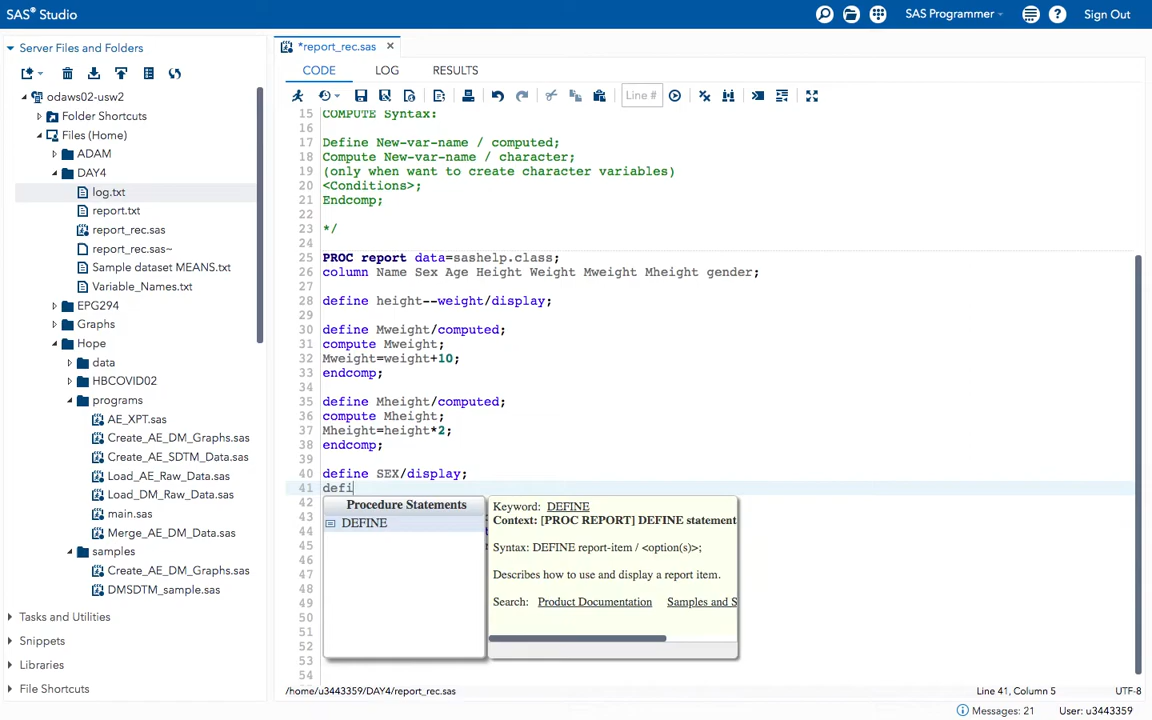 SAS® Studio
SAS Programmer
Sign Out
Server Files and Folders
odaws02-usw2
Folder Shortcuts
Files (Home)
ADAM
DAY4
log.txt
report.txt
report_rec.sas
report_rec.sas~
Sample dataset MEANS.txt
Variable_Names.txt
EPG294
Graphs
Hope
data
HBCOVID02
programs
AE_XPT.sas
Create_AE_DM_Graphs.sas
Create_AE_SDTM_Data.sas
Load_AE_Raw_Data.sas
Load_DM_Raw_Data.sas
main.sas
Merge_AE_DM_Data.sas
samples
Create_AE_DM_Graphs.sas
DMSDTM_sample.sas
Tasks and Utilities
Snippets
Libraries
File Shortcuts
*report_rec.sas
CODE LOG RESULTS
Line #
15 COMPUTE Syntax:
16
17 Define New-var-name / computed;
18 Compute New-var-name / character;
19 (only when want to create character variables)
20 <Conditions>;
21 Endcomp;
22
23 */
24
25 PROC report data=sashelp.class;
26 column Name Sex Age Height Weight Mweight Mheight gender;
27
28 define height--weight/display;
29
30 define Mweight/computed;
31 compute Mweight;
32 Mweight=weight+10;
33 endcomp;
34
35 define Mheight/computed;
36 compute Mheight;
37 Mheight=height*2;
38 endcomp;
39
40 define SEX/display;
41 defi
42
43
44
45
46
47
48
49
50
51
52
53
54
Procedure Statements
DEFINE
Keyword: DEFINE
Context: [PROC REPORT] DEFINE statement
Syntax: DEFINE report-item / <option(s)>;
Describes how to use and display a report item.
Search: Product Documentation Samples and S
/home/u3443359/DAY4/report_rec.sas
Line 41, Column 5
UTF-8
Messages: 21
User: u3443359